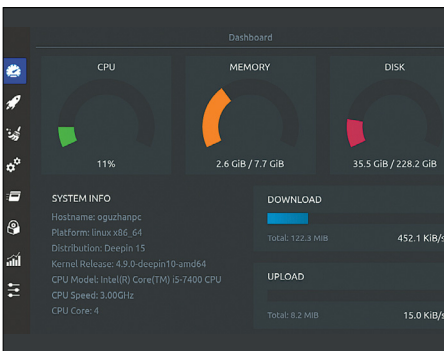 Dashboard
CPU
MEMORY
DISK
11%
2.6 GiB / 7.7 GiB
35.5 GiB / 228.2 GiB
SYSTEM INFO
Hostname: oguzhanpc
Platform: linux x86_64
Distribution: Deepin 15
Kernel Release: 4.9.0-deepin10-amd64
CPU Model: Intel(R) Core(TM) i5-7400 CPU
CPU Speed: 3.00GHz
CPU Core: 4
DOWNLOAD
Total: 122.3 MiB
452.1 KiB/s
UPLOAD
Total: 8.2 MiB
15.0 KiB/s